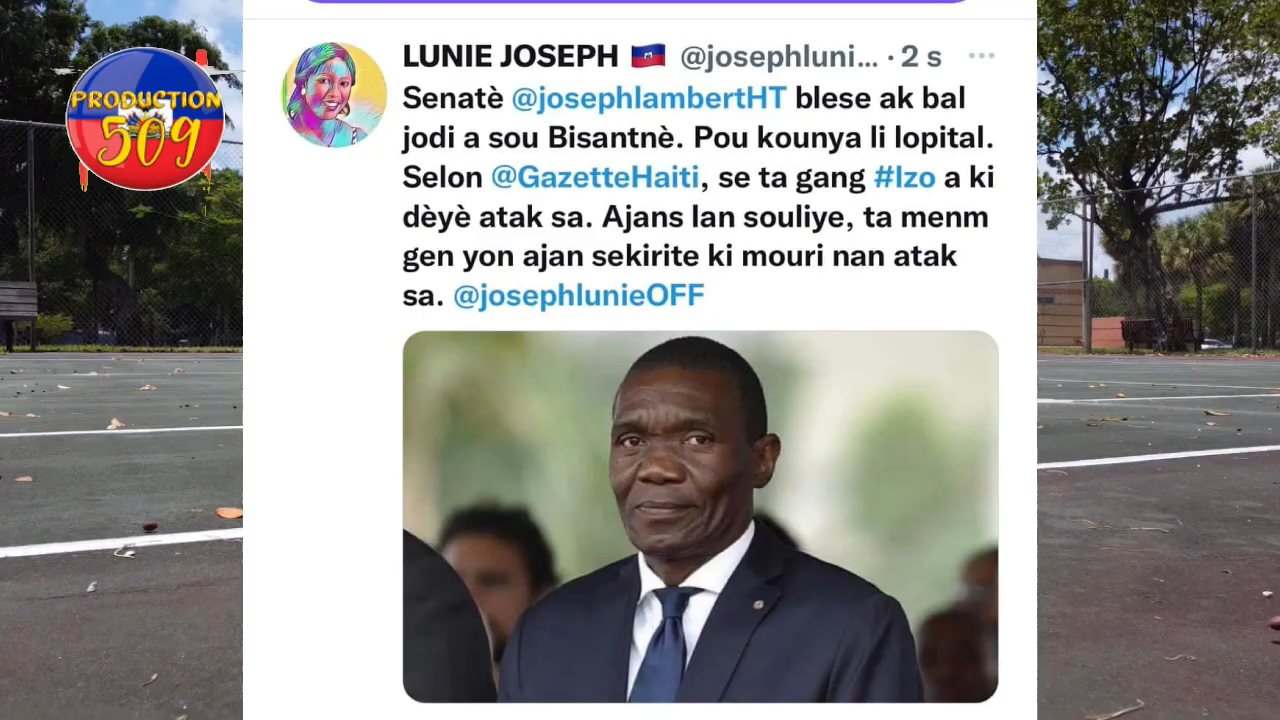 PRODUCTION
509
LUNIE JOSEPH 🇭🇹 @josephluni... · 2 s ...
Senatè @josephlambertHT blese ak bal
jodi a sou Bisantnè. Pou kounya li lopital.
Selon @GazetteHaiti, se ta gang #Izo a ki
dèyè atak sa. Ajans lan souliye, ta menm
gen yon ajan sekirite ki mouri nan atak
sa. @josephlunieOFF